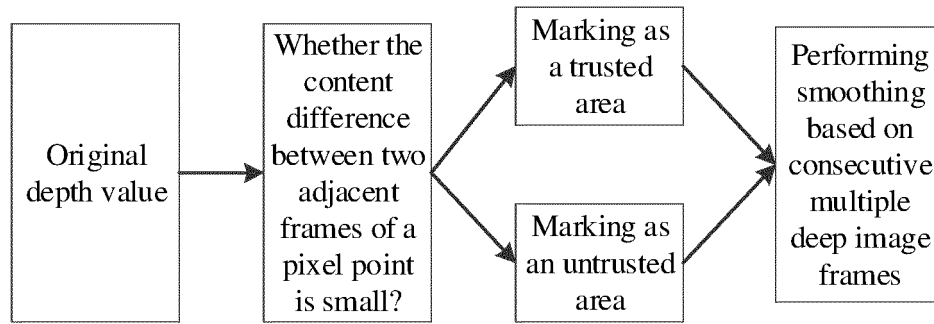 Original
depth value
Whether the
content
difference
between two
adjacent
frames of a
pixel point
is small?
Marking as
a trusted
area
Marking as
an untrusted
area
Performing
smoothing
based on
consecutive
multiple
deep image
frames